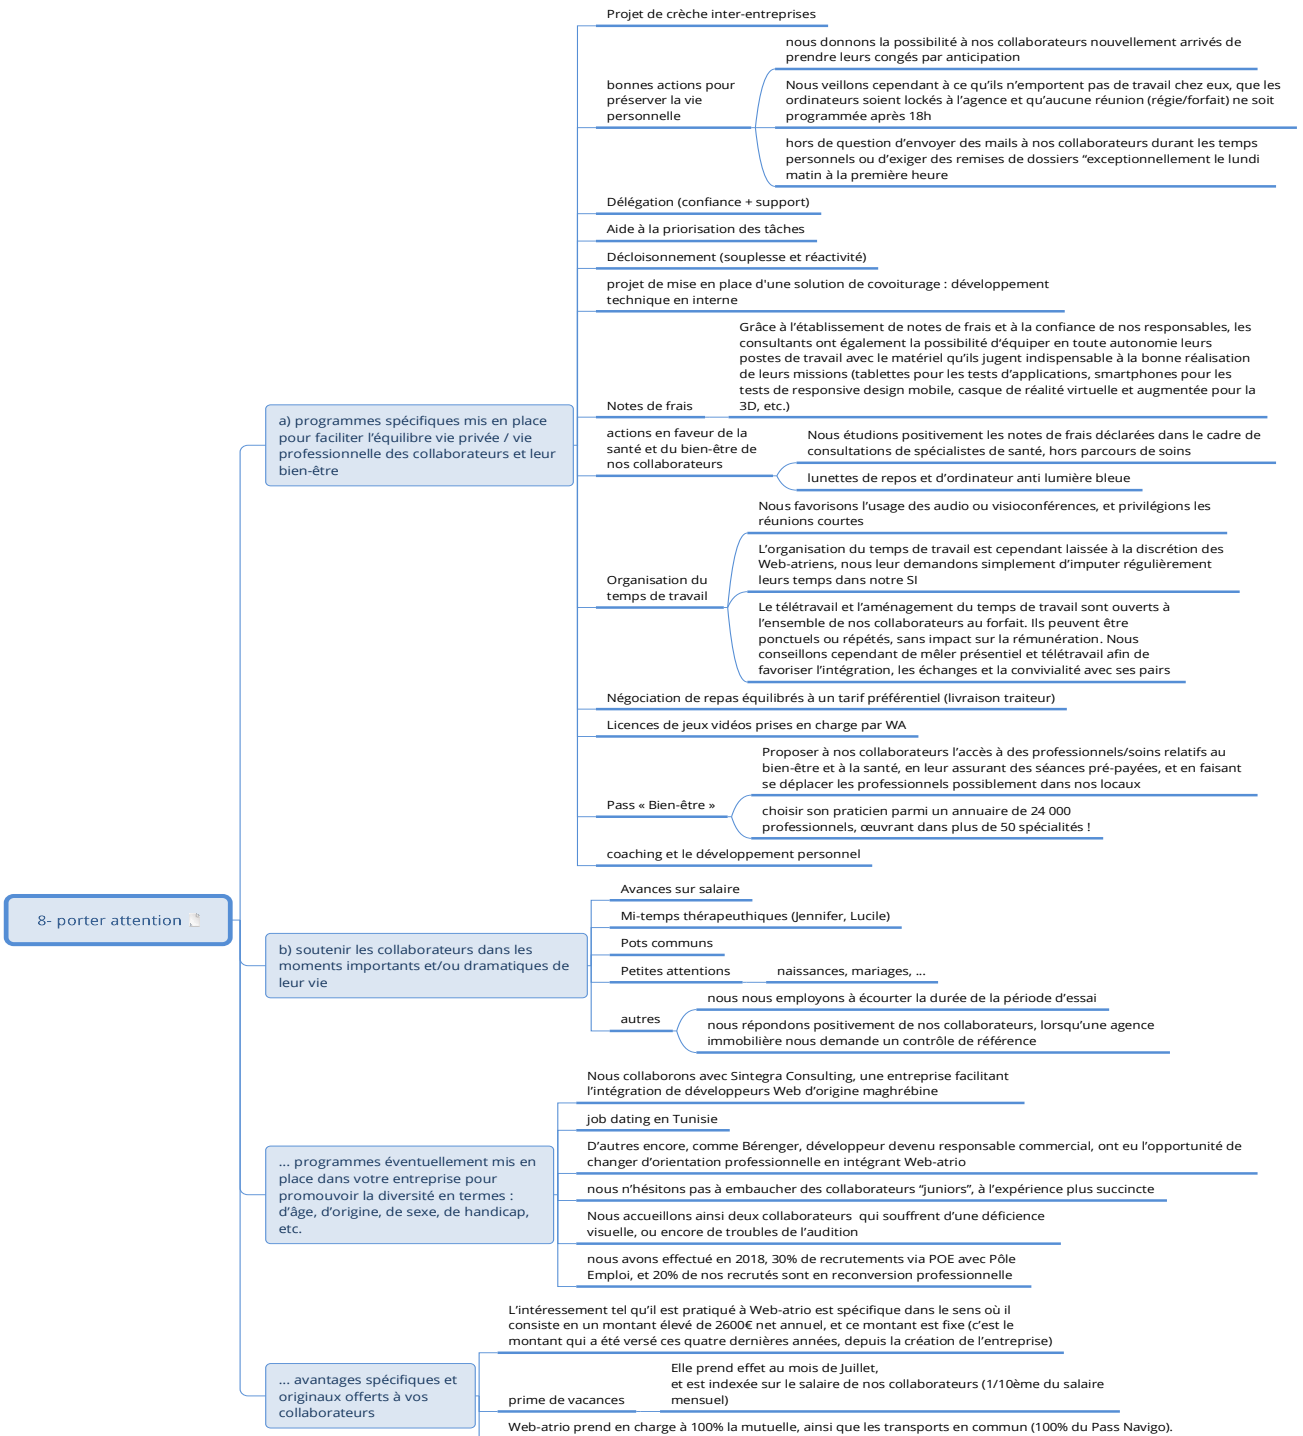 8- porter attention
a) programmes spécifiques mis en place
pour faciliter l’équilibre vie privée / vie
professionnelle des collaborateurs et leur
bien-être
Projet de crèche inter-entreprises
bonnes actions pour
préserver la vie
personnelle
nous donnons la possibilité à nos collaborateurs nouvellement arrivés de
prendre leurs congés par anticipation
Nous veillons cependant à ce qu’ils n’emportent pas de travail chez eux, que les
ordinateurs soient lockés à l’agence et qu’aucune réunion (régie/forfait) ne soit
programmée après 18h
hors de question d’envoyer des mails à nos collaborateurs durant les temps
personnels ou d’exiger des remises de dossiers “exceptionnellement le lundi
matin à la première heure
Délégation (confiance + support)
Aide à la priorisation des tâches
Décloisonnement (souplesse et réactivité)
projet de mise en place d'une solution de covoiturage : développement
technique en interne
Notes de frais
Grâce à l’établissement de notes de frais et à la confiance de nos responsables, les
consultants ont également la possibilité d’équiper en toute autonomie leurs
postes de travail avec le matériel qu’ils jugent indispensable à la bonne réalisation
de leurs missions (tablettes pour les tests d’applications, smartphones pour les
tests de responsive design mobile, casque de réalité virtuelle et augmentée pour la
3D, etc.)
actions en faveur de la
santé et du bien-être de
nos collaborateurs
Nous étudions positivement les notes de frais déclarées dans le cadre de
consultations de spécialistes de santé, hors parcours de soins
lunettes de repos et d’ordinateur anti lumière bleue
Organisation du
temps de travail
Nous favorisons l’usage des audio ou visioconférences, et privilégions les
réunions courtes
L’organisation du temps de travail est cependant laissée à la discrétion des
Web-atriens, nous leur demandons simplement d’imputer régulièrement
leurs temps dans notre SI
Le télétravail et l’aménagement du temps de travail sont ouverts à
l’ensemble de nos collaborateurs au forfait. Ils peuvent être
ponctuels ou répétés, sans impact sur la rémunération. Nous
conseillons cependant de mêler présentiel et télétravail afin de
favoriser l’intégration, les échanges et la convivialité avec ses pairs
Négociation de repas équilibrés à un tarif préférentiel (livraison traiteur)
Licences de jeux vidéos prises en charge par WA
Pass « Bien-être »
Proposer à nos collaborateurs l’accès à des professionnels/soins relatifs au
bien-être et à la santé, en leur assurant des séances pré-payées, et en faisant
se déplacer les professionnels possiblement dans nos locaux
choisir son praticien parmi un annuaire de 24 000
professionnels, œuvrant dans plus de 50 spécialités !
coaching et le développement personnel
b) soutenir les collaborateurs dans les
moments importants et/ou dramatiques de
leur vie
Avances sur salaire
Mi-temps thérapeuthiques (Jennifer, Lucile)
Pots communs
Petites attentions
naissances, mariages, ...
autres
nous nous employons à écourter la durée de la période d’essai
nous répondons positivement de nos collaborateurs, lorsqu’une agence
immobilière nous demande un contrôle de référence
... programmes éventuellement mis en
place dans votre entreprise pour
promouvoir la diversité en termes :
d’âge, d’origine, de sexe, de handicap,
etc.
Nous collaborons avec Sintegra Consulting, une entreprise facilitant
l’intégration de développeurs Web d’origine maghrébine
job dating en Tunisie
D’autres encore, comme Bérenger, développeur devenu responsable commercial, ont eu l’opportunité de
changer d’orientation professionnelle en intégrant Web-atrio
nous n’hésitons pas à embaucher des collaborateurs “juniors”, à l’expérience plus succincte
Nous accueillons ainsi deux collaborateurs  qui souffrent d’une déficience
visuelle, ou encore de troubles de l’audition
nous avons effectué en 2018, 30% de recrutements via POE avec Pôle
Emploi, et 20% de nos recrutés sont en reconversion professionnelle
... avantages spécifiques et
originaux offerts à vos
collaborateurs
L’intéressement tel qu’il est pratiqué à Web-atrio est spécifique dans le sens où il
consiste en un montant élevé de 2600€ net annuel, et ce montant est fixe (c’est le
montant qui a été versé ces quatre dernières années, depuis la création de l’entreprise)
prime de vacances
Elle prend effet au mois de Juillet,
et est indexée sur le salaire de nos collaborateurs (1/10ème du salaire
mensuel)
Web-atrio prend en charge à 100% la mutuelle, ainsi que les transports en commun (100% du Pass Navigo).